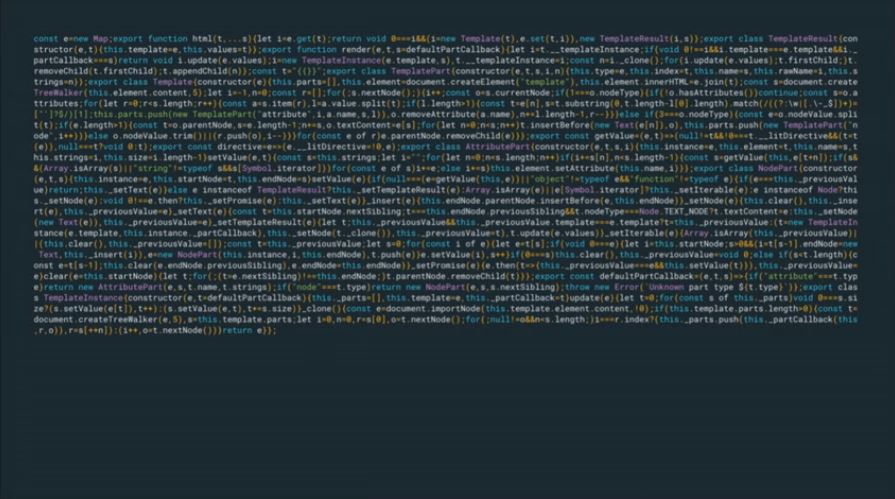 const e=new Map;export function html(t,...s){let i=e.get(t);return void 0===i&&(i=new Template(t),e.set(t,i)),new TemplateResult(i,s)};export class TemplateResult{con
structor(e,t){this.template=e,this.values=t}};export function render(e,t,s=defaultPartCallback){let i=t.__templateInstance;if(void 0!==i&&i.template===e.template&&i._
partCallback===s)return void i.update(e.values);i=new TemplateInstance(e.template,s),t.__templateInstance=i;const n=i._clone();for(i.update(e.values);t.firstChild;)t.
removeChild(t.firstChild);t.appendChild(n)};const t="{{}}";export class TemplatePart{constructor(e,t,s,i,n){this.type=e,this.index=t,this.name=s,this.rawName=i,this.s
trings=n}};export class Template{constructor(e){this.parts=[],this.element=document.createElement("template"),this.element.innerHTML=e.join(t);const s=document.create
TreeWalker(this.element.content,5);let i=-1,n=0;const r=[];for(;s.nextNode();){i++;const o=s.currentNode;if(1===o.nodeType){if(!o.hasAttributes())continue;const s=o.a
ttributes;for(let r=0;r<s.length;r++){const a=s.item(r),l=a.value.split(t);if(l.length>1){const t=e[n],s=t.substring(0,t.length-l[0].length).match(/((?:\w|[.\-_$])+)=
["']?$/)[1];this.parts.push(new TemplatePart("attribute",i,a.name,s,l)),o.removeAttribute(a.name),n+=l.length-1,r--}}}else if(3===o.nodeType){const e=o.nodeValue.spl
it(t);if(e.length>1){const t=o.parentNode,s=e.length-1;n+=s,o.textContent=e[s];for(let n=0;n<s;n++)t.insertBefore(new Text(e[n]),o),this.parts.push(new TemplatePart("n
ode",i++))}else o.nodeValue.trim()||(r.push(o),i--)}}for(const e of r)e.parentNode.removeChild(e)}};export const getValue=(e,t)=>{null!=t&&!0===t.__litDirective&&(t=t
(e)),null===t?void 0:t};export const directive=e=>(e.__litDirective=!0,e);export class AttributePart{constructor(e,t,s,i){this.instance=e,this.element=t,this.name=s,t
his.strings=i,this.size=i.length-1}setValue(e,t){const s=this.strings;let i="";for(let n=0;n<s.length;n++)if(i+=s[n],n<s.length-1){const s=getValue(this,e[t+n]);if(s&
&(Array.isArray(s)||"string"!=typeof s&&s[Symbol.iterator]))for(const e of s)i+=e;else i+=s}this.element.setAttribute(this.name,i)}};export class NodePart{constructor
(e,t,s){this.instance=e,this.startNode=t,this.endNode=s}setValue(e){if(null===(e=getValue(this,e))||"object"!=typeof e&&"function"!=typeof e){if(e===this._previousVal
ue)return;this._setText(e)}else e instanceof TemplateResult?this._setTemplateResult(e):Array.isArray(e)||e[Symbol.iterator]?this._setIterable(e):e instanceof Node?thi
s._setNode(e):void 0!==e.then?this._setPromise(e):this._setText(e)}_insert(e){this.endNode.parentNode.insertBefore(e,this.endNode)}_setNode(e){this.clear(),this._inse
rt(e),this._previousValue=e}_setText(e){const t=this.startNode.nextSibling;t===this.endNode.previousSibling&&t.nodeType===Node.TEXT_NODE?t.textContent=e:this._setNode
(new Text(e)),this._previousValue=e}_setTemplateResult(e){let t;this._previousValue&&this._previousValue.template===e.template?t=this._previousValue:(t=new TemplateIn
stance(e.template,this.instance._partCallback),this._setNode(t._clone()),this._previousValue=t),t.update(e.values)}_setIterable(e){Array.isArray(this._previousValue)|
|(this.clear(),this._previousValue=[]);const t=this._previousValue;let s=0;for(const i of e){let e=t[s];if(void 0===e){let i=this.startNode;s>0&&(i=t[s-1].endNode=new
Text,this._insert(i)),e=new NodePart(this.instance,i,this.endNode),t.push(e)}e.setValue(i),s++}if(0===s)this.clear(),this._previousValue=void 0;else if(s<t.length){c
onst e=t[s-1];this.clear(e.endNode.previousSibling),e.endNode=this.endNode}}_setPromise(e){e.then(t=>{this._previousValue===e&&this.setValue(t)}),this._previousValue=
e}clear(e=this.startNode){let t;for(;(t=e.nextSibling)!==this.endNode;)t.parentNode.removeChild(t)}};export const defaultPartCallback=(e,t,s)=>{if("attribute"===t.typ
e)return new AttributePart(e,s,t.name,t.strings);if("node"===t.type)return new NodePart(e,s,s.nextSibling);throw new Error(`Unknown part type ${t.type}`)};export clas
s TemplateInstance{constructor(e,t=defaultPartCallback){this._parts=[],this.template=e,this._partCallback=t}update(e){let t=0;for(const s of this._parts)void 0===s.si
ze?(s.setValue(e[t]),t++):(s.setValue(e,t),t+=s.size)}_clone(){const e=document.importNode(this.template.element.content,!0);if(this.template.parts.length>0){const t=
document.createTreeWalker(e,5),s=this.template.parts;let i=0,n=0,r=s[0],o=t.nextNode();for(;null!=o&&n<s.length;)i===r.index?(this._parts.push(this._partCallback(this
,r,o)),r=s[++n]):(i++,o=t.nextNode())}return e}};